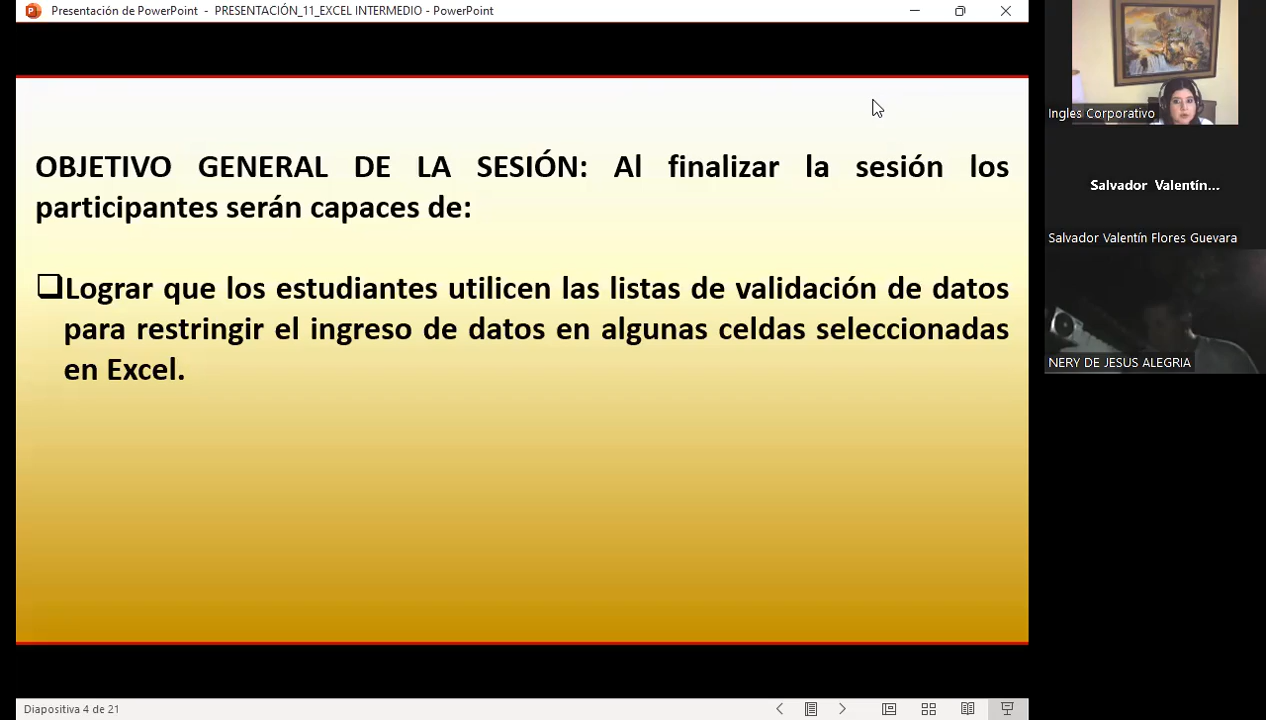 Presentación de PowerPoint - PRESENTACIÓN_11_EXCEL INTERMEDIO - PowerPoint
OBJETIVO GENERAL DE LA SESIÓN: Al finalizar la sesión los
participantes serán capaces de:
Lograr que los estudiantes utilicen las listas de validación de datos
para restringir el ingreso de datos en algunas celdas seleccionadas
en Excel.
Diapositiva 4 de 21
Ingles Corporativo
Salvador Valentín...
Salvador Valentín Flores Guevara
NERY DE JESUS ALEGRIA